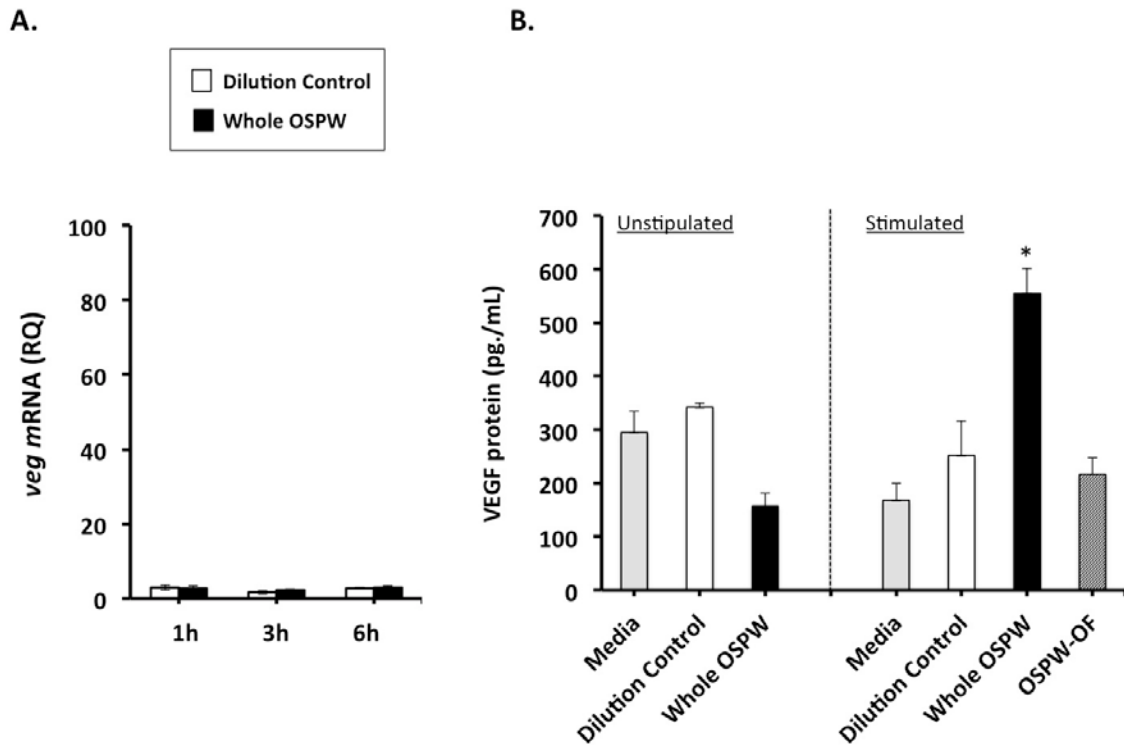 A.
Dilution Control
Whole OSPW
veg mRNA (RQ)
100
80
60
40
20
0
1h
3h
6h
B.
VEGF protein (pg./mL)
700
600
500
400
300
200
100
0
Unstipulated
Stimulated
*
Media
Dilution Control
Whole OSPW
Media
Dilution Control
Whole OSPW
OSPW-OF